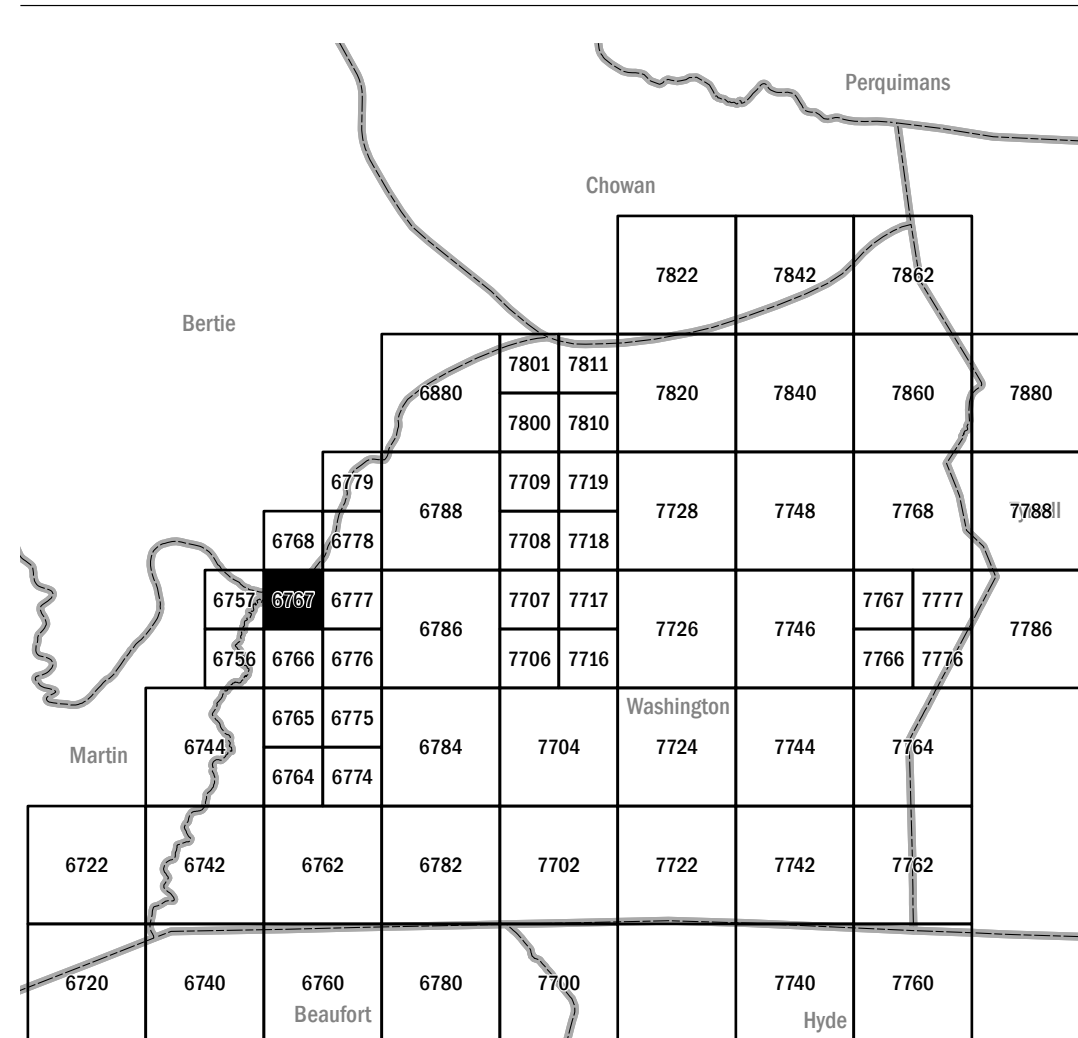 Perquimans
Chowan
7822 7842 7862
Bertie
6880 7801 7811 7820 7840 7860 7880
7800 7810
6779 6788 7709 7719 7728 7748 7768 7788
6768 6778 7708 7718
6757 6767 6777 6786 7707 7717 7726 7746 7767 7777 7786
6756 6766 6776 7706 7716 7766 7776
Washington
6765 6775
Martin 6744 6784 7704 7724 7744 7764
6764 6774
6722 6742 6762 6782 7702 7722 7742 7762
6720 6740 6760 6780 7700 7740 7760
Beaufort Hyde